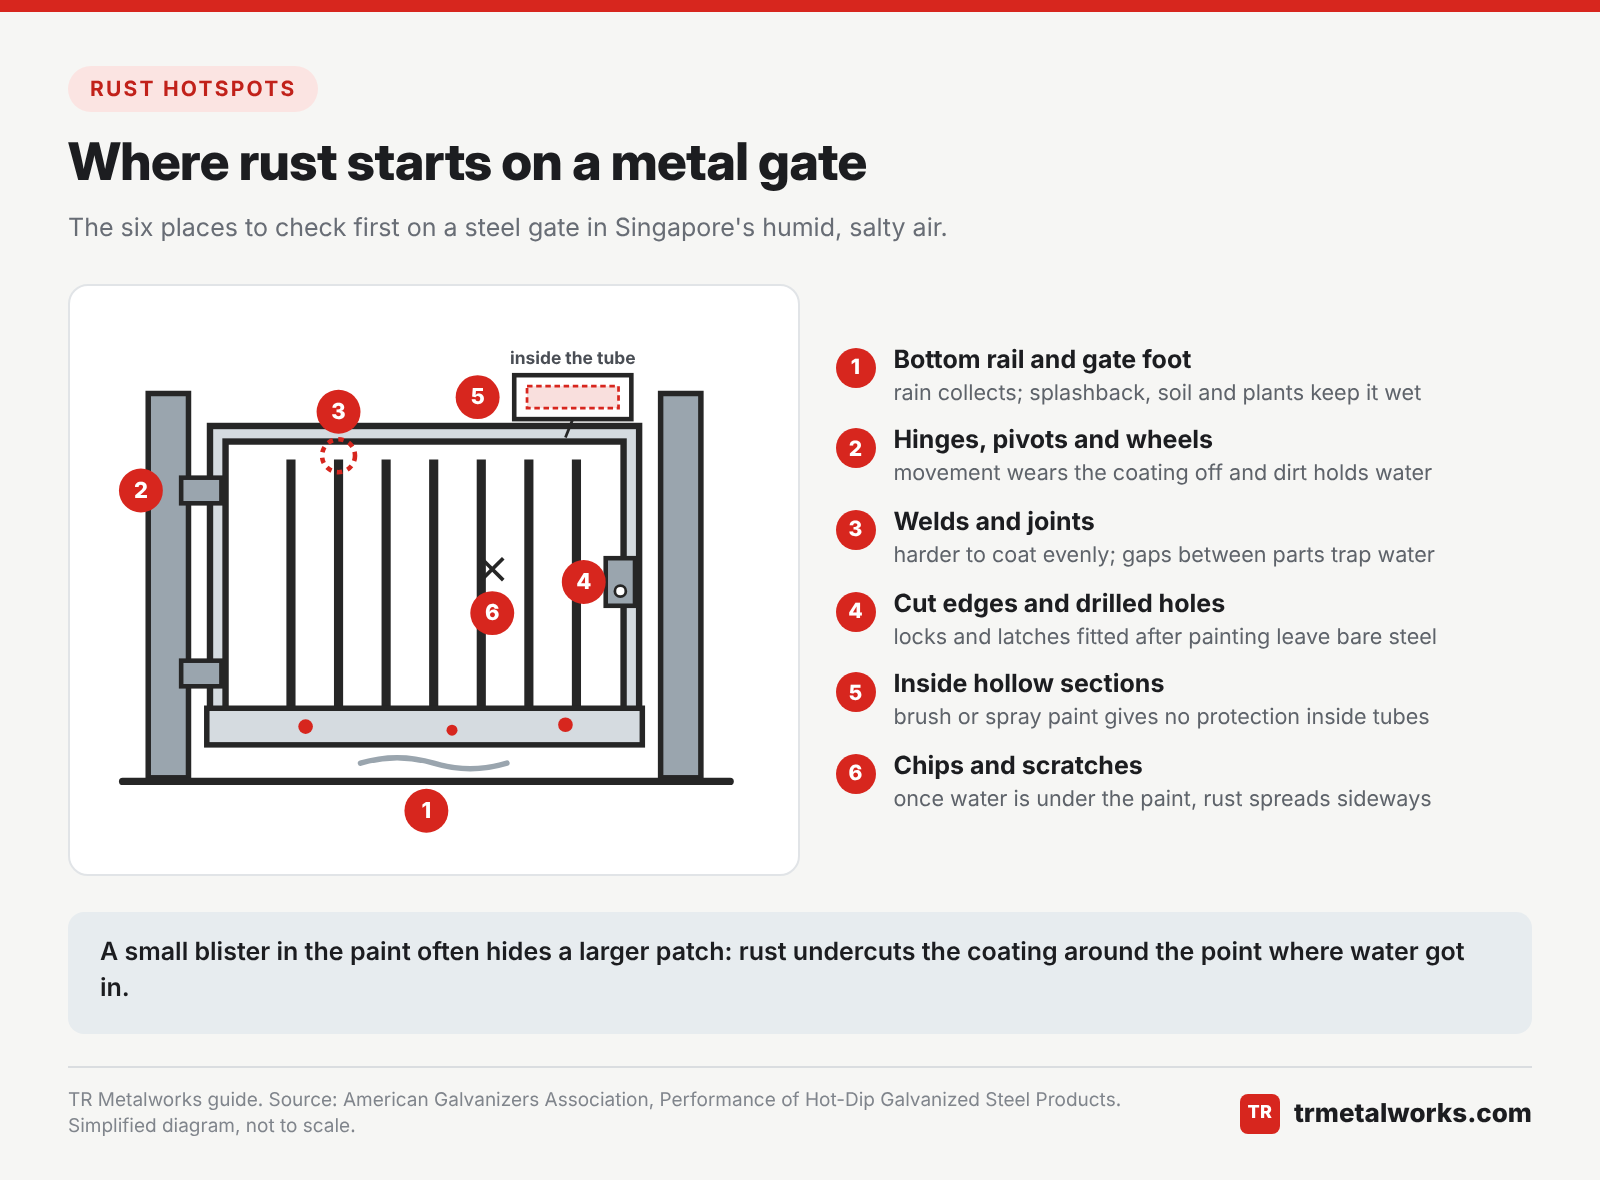 RUST HOTSPOTS
Where rust starts on a metal gate
The six places to check first on a steel gate in Singapore's humid, salty air.
inside the tube
5
3
2
4
6
1
1
Bottom rail and gate foot
rain collects; splashback, soil and plants keep it wet
2
Hinges, pivots and wheels
movement wears the coating off and dirt holds water
3
Welds and joints
harder to coat evenly; gaps between parts trap water
4
Cut edges and drilled holes
locks and latches fitted after painting leave bare steel
5
Inside hollow sections
brush or spray paint gives no protection inside tubes
6
Chips and scratches
once water is under the paint, rust spreads sideways
A small blister in the paint often hides a larger patch: rust undercuts the coating around the point where water got
in.
TR Metalworks guide. Source: American Galvanizers Association, Performance of Hot-Dip Galvanized Steel Products.
Simplified diagram, not to scale.
TR trmetalworks.com